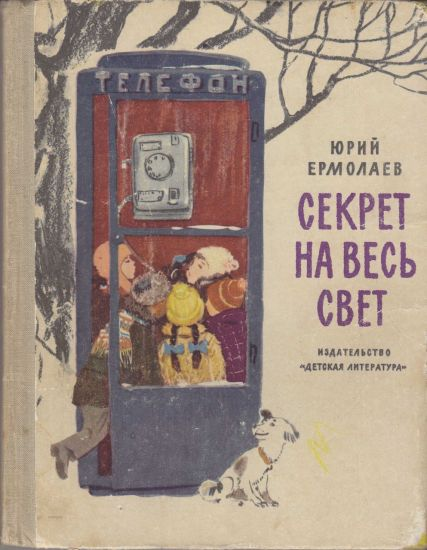 ТЕЛЕФОН
ЮРИЙ
ЕРМОЛАЕВ
СЕКРЕТ
НА ВЕСЬ
СВЕТ
ИЗДАТЕЛЬСТВО
«ДЕТСКАЯ ЛИТЕРАТУРА»